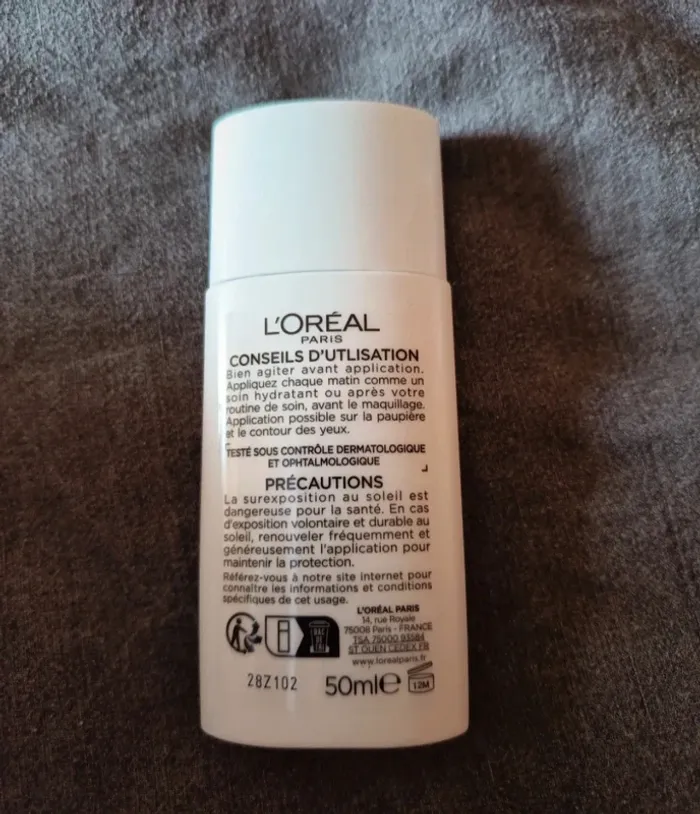 L'ORÉAL
PARIS
CONSEILS D'UTLISATION
Bien agiter avant application.
Appliquez chaque matin comme un
soin hydratant ou après votre
routine de soin, avant le maquillage.
Application possible sur la paupière
et le contour des yeux.
TESTÉ SOUS CONTRÔLE DERMATOLOGIQUE
ET OPHTALMOLOGIQUE
PRÉCAUTIONS
La surexposition au soleil est
dangereuse pour la santé. En cas
d'exposition volontaire et durable au
soleil, renouveler fréquemment et
généreusement l'application pour
maintenir la protection.
Référez-vous à notre site internet pour
connaître les informations et conditions
spécifiques de cet usage.
L'ORÉAL PARIS
14, rue Royale
75008 Paris - FRANCE
TSA 75000 93584
ST OUEN CEDEX FR
www.lorealparis.fr
BAC
DE
TRI
28Z102 50ml e 12M